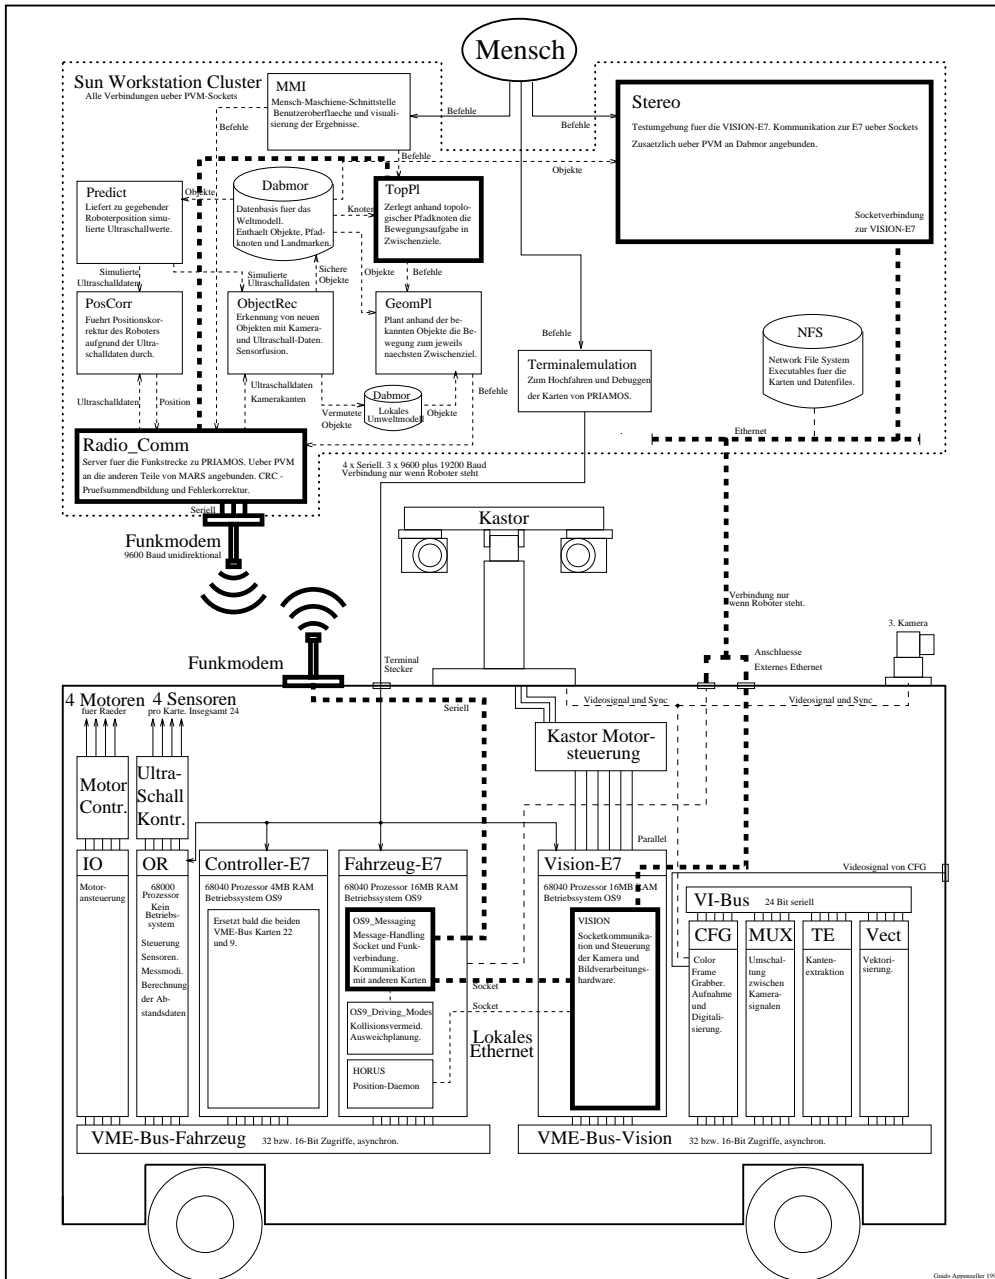 Mensch
Sun Workstation Cluster
Alle Verbindungen ueber PVM-Sockets
MMI
Mensch-Maschiene-Schnittstelle
Benutzeroberflaeche und visuali-
sierung der Ergebnisse.
Befehle
Befehle
Befehle
Befehle
Stereo
Testumgebung fuer die VISION-E7. Kommunikation zur E7 ueber Sockets
Zusaetzlich ueber PVM an Dabmor angebunden.
Socketverbindung
zur VISION-E7
Objekte
Predict
Liefert zu gegebender
Roboterposition simu-
lierte Ultraschallwerte.
Objekte
Dabmor
Datenbasis fuer das
Weltmodell.
Enthaelt Objekte, Pfad-
knoten und Landmarken.
Knoten
TopPl
Zerlegt anhand topolo-
gischer Pfadknoten die
Bewegungsaufgabe in
Zwischenziele.
Simulierte
Ultraschalldaten
Simulierte
Ultraschalldaten
Sichere
Objekte
Objekte
Befehle
PosCorr
Fuehrt Positionskor-
rektur des Roboters
aufgrund der Ultra-
schalldaten durch.
ObjectRec
Erkennung von neuen
Objekten mit Kamera-
und Ultraschall-Daten.
Sensorfusion.
GeomPl
Plant anhand der be-
kannten Objekte die Be-
wegung zum jeweils
naechsten Zwischenziel.
Befehle
Terminalemulation
Zum Hochfahren und Debuggen
der Karten von PRIAMOS.
NFS
Network File System
Executables fuer die
Karten und Datenfiles.
Ultraschalldaten
Position
Ultraschalldaten
Kamerakanten
Vermutete
Objekte
Dabmor
Lokales
Umweltmodell
Objekte
Befehle
Ethernet
Radio_Comm
Server fuer die Funkstrecke zu PRIAMOS. Ueber PVM
an die anderen Teile von MARS angebunden. CRC -
Pruefsummendbildung und Fehlerkorrektur.
4 x Seriell. 3 x 9600 plus 19200 Baud
Verbindung nur wenn Roboter steht
Seriell
Funkmodem
9600 Baud unidirektional
Kastor
Verbindung nur
wenn Roboter steht.
3. Kamera
Funkmodem
Terminal
Stecker
Anschluesse
Externes Ethernet
4 Motoren
fuer Raeder
4 Sensoren
pro Karte. Insgesamt 24
Seriell
Videosignal und Sync
Videosignal und Sync
Kastor Motor-
steuerung
Motor
Contr.
Ultra-
Schall
Kontr.
Parallel
Videosignal von CFG
IO
Motor-
ansteuerung
OR
68000
Prozessor
Kein
Betriebs-
system
Steuerung
Sensoren.
Messmodi.
Berechnung
der Ab-
standsdaten
Controller-E7
68040 Prozessor 4MB RAM
Betriebssystem OS9
Ersetzt bald die beiden
VME-Bus Karten 22
und 9.
Fahrzeug-E7
68040 Prozessor 16MB RAM
Betriebssystem OS9
OS9_Messaging
Message-Handling
Socket und Funk-
verbindung.
Kommunikation
mit anderen Karten
OS9_Driving_Modes
Kollisionsvermeid.
Ausweichplanung.
HORUS
Position-Daemon
Socket
Socket
Lokales
Ethernet
Vision-E7
68040 Prozessor 16MB RAM
Betriebssystem OS9
VISION
Socketkommunika-
kation und Steuerung
der Kamera und
Bildverarbeitungs-
hardware.
VI-Bus
24 Bit seriell
CFG
Color
Frame
Grabber.
Aufnahme
und
Digitali-
sierung.
MUX
Umschal-
tung
zwischen
Kamera-
signalen
TE
Kanten-
extraktion
Vect
Vektori-
sierung.
VME-Bus-Fahrzeug
32 bzw. 16-Bit Zugriffe, asynchron.
VME-Bus-Vision
32 bzw. 16-Bit Zugriffe, asynchron.
Guido Appenzeller